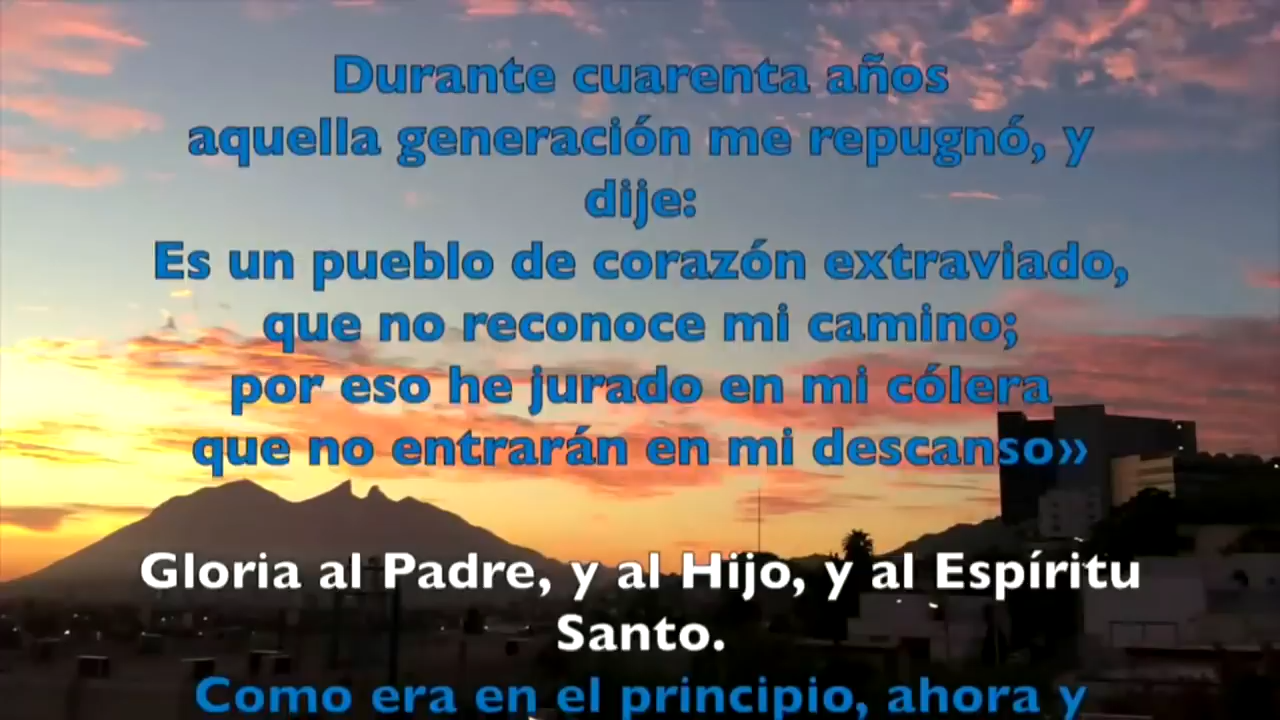 Durante cuarenta años
aquella generación me repugnó, y
dije:
Es un pueblo de corazón extraviado,
que no reconoce mi camino;
por eso he jurado en mi cólera
que no entrarán en mi descanso»
Gloria al Padre, y al Hijo, y al Espíritu
Santo.
Como era en el principio, ahora y